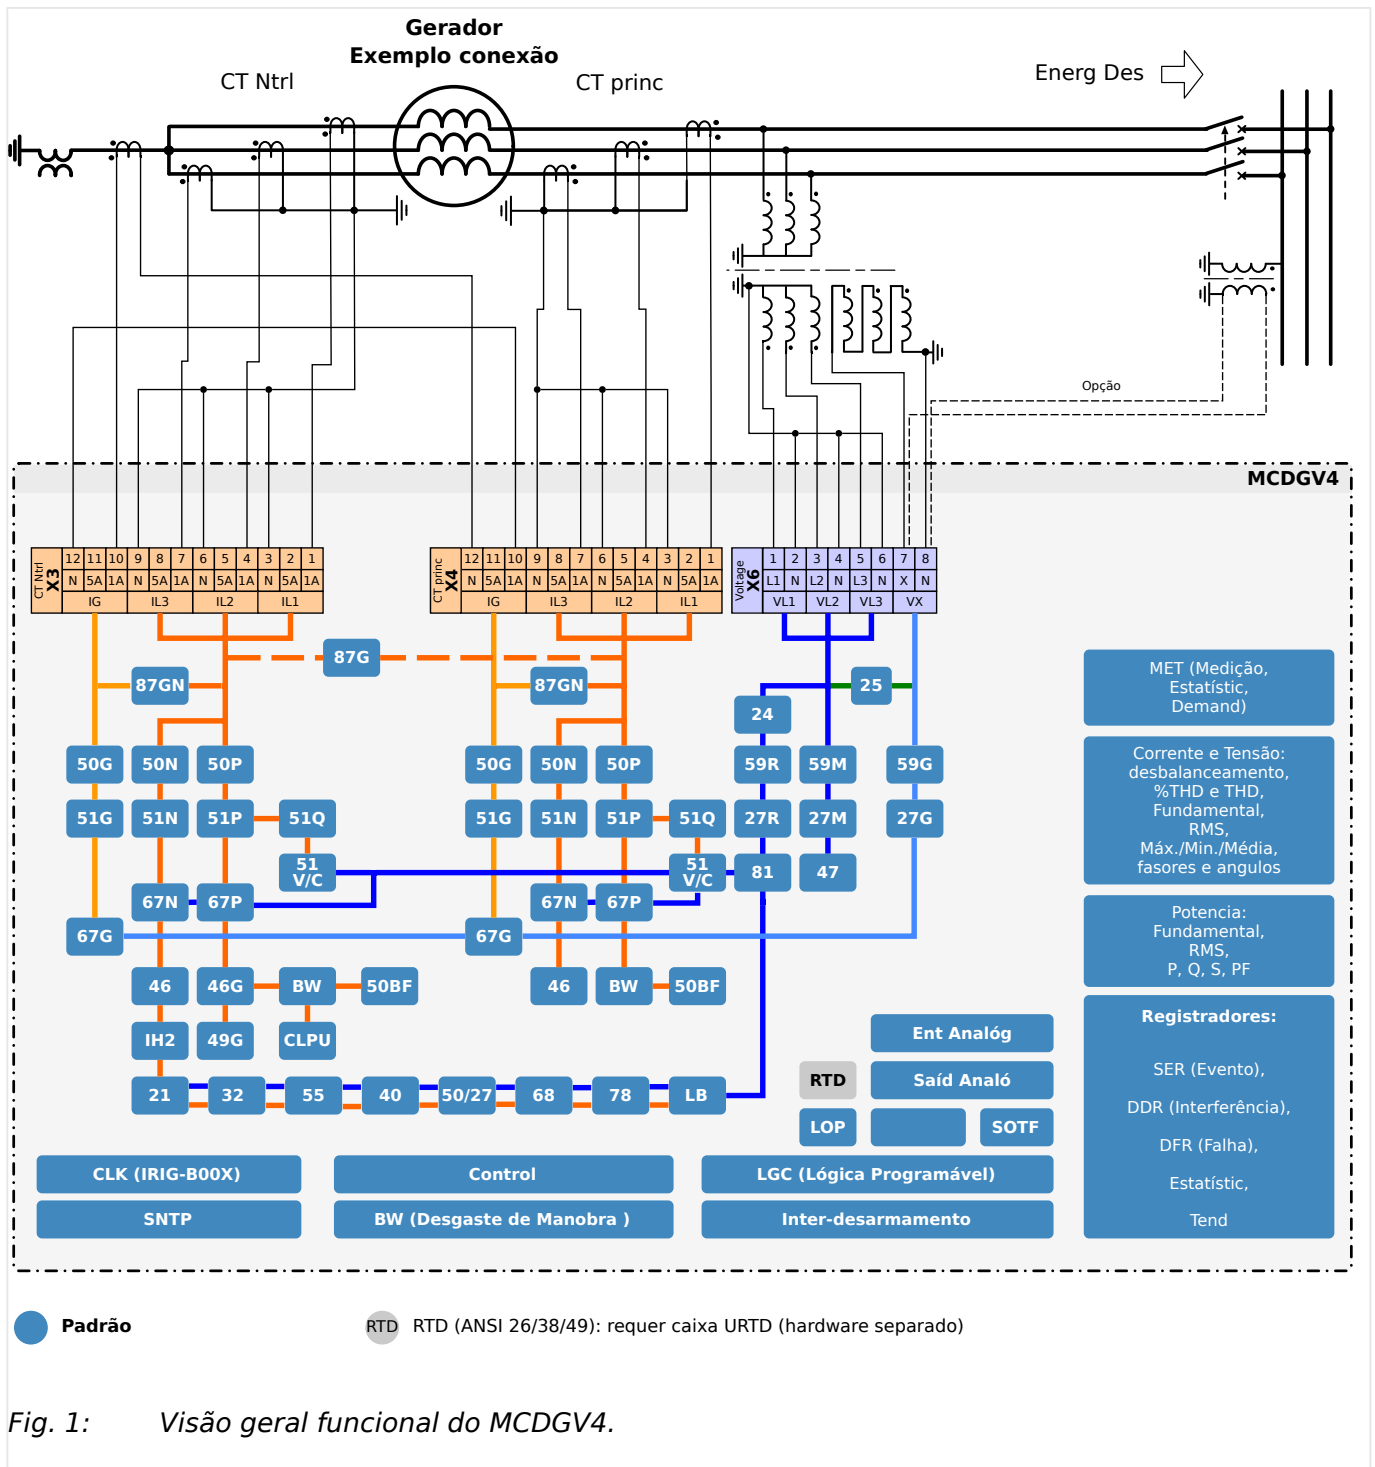 Gerador
Exemplo conexão
CT Ntrl
CT princ
Energ Des
Opção
MCDGV4
CT Ntrl
X3
12 11 10 9 8 7 6 5 4 3 2 1
N 5A 1A N 5A 1A N 5A 1A N 5A 1A
IG IL3 IL2 IL1
CT princ
X4
12 11 10 9 8 7 6 5 4 3 2 1
N 5A 1A N 5A 1A N 5A 1A N 5A 1A
IG IL3 IL2 IL1
Voltage
X6
1 2 3 4 5 6 7 8
L1 N L2 N L3 N X N
VL1 VL2 VL3 VX
87G
87GN 87GN 25
24
50G 50N 50P 50G 50N 50P 59R 59M 59G
51G 51N 51P 51Q 51G 51N 51P 51Q 27R 27M 27G
51
V/C
51
V/C
81 47
67N 67P 67N 67P
67G 67G
46 46G BW 50BF 46 BW 50BF
IH2 49G CLPU
21 32 55 40 50/27 68 78 LB
Ent Analóg
RTD Saíd Analó
LOP SOTF
CLK (IRIG-B00X) Control LGC (Lógica Programável)
SNTP BW (Desgaste de Manobra ) Inter-desarmamento
MET (Medição,
Estatístic,
Demand)
Corrente e Tensão:
desbalanceamento,
%THD e THD,
Fundamental,
RMS,
Máx./Min./Média,
fasores e angulos
Potencia:
Fundamental,
RMS,
P, Q, S, PF
Registradores:
SER (Evento),
DDR (Interferência),
DFR (Falha),
Estatístic,
Tend
Padrão
RTD RTD (ANSI 26/38/49): requer caixa URTD (hardware separado)
Fig. 1: Visão geral funcional do MCDGV4.